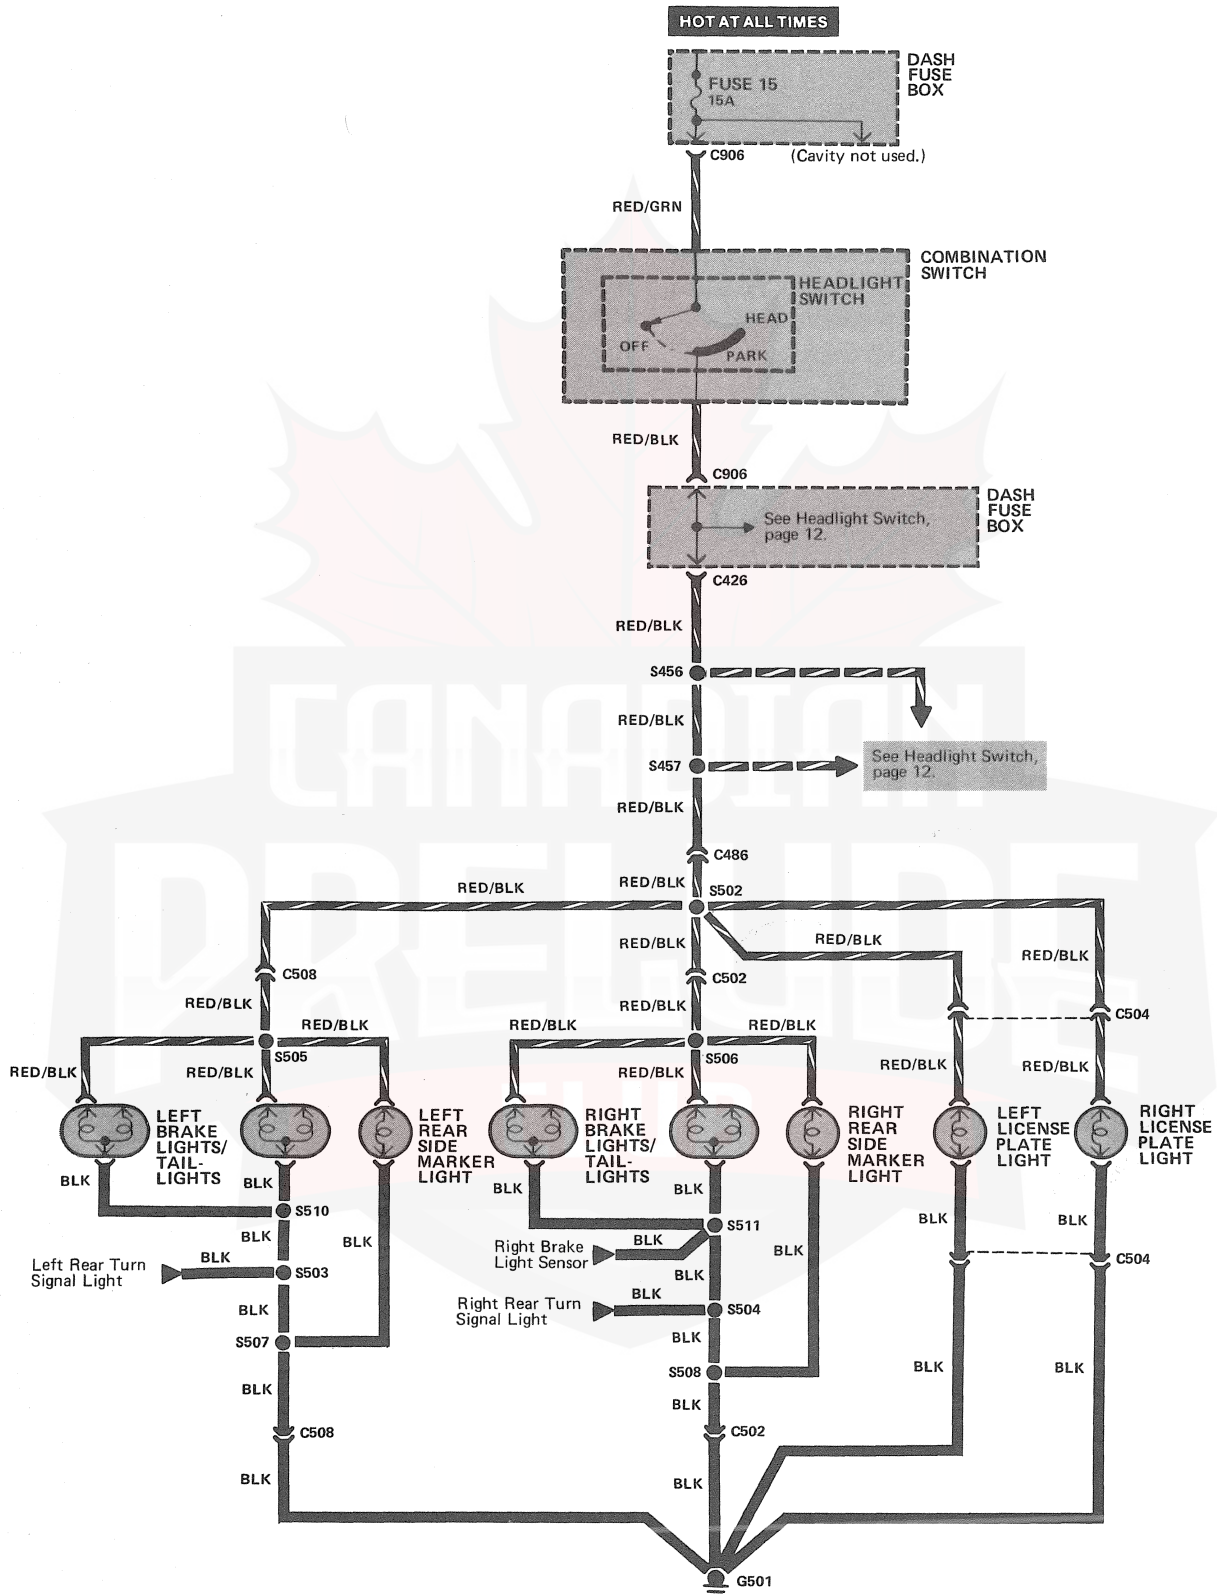 HOT AT ALL TIMES
DASH
FUSE
BOX
FUSE 15
15A
C906
(Cavity not used.)
RED/GRN
COMBINATION
SWITCH
HEADLIGHT
SWITCH
HEAD
OFF
PARK
RED/BLK
C906
DASH
FUSE
BOX
See Headlight Switch,
page 12.
C426
RED/BLK
S456
RED/BLK
S457
See Headlight Switch,
page 12.
RED/BLK
CANADIAN
PRELUDE
CLUB
C486
RED/BLK
RED/BLK
S502
RED/BLK
RED/BLK
RED/BLK
C508
C502
RED/BLK
RED/BLK
C504
RED/BLK
RED/BLK
RED/BLK
S505
S506
RED/BLK
RED/BLK
RED/BLK
RED/BLK
RED/BLK
LEFT
BRAKE
LIGHTS/
TAIL-
LIGHTS
LEFT
REAR
SIDE
MARKER
LIGHT
RIGHT
BRAKE
LIGHTS/
TAIL-
LIGHTS
RIGHT
REAR
SIDE
MARKER
LIGHT
LEFT
LICENSE
PLATE
LIGHT
RIGHT
LICENSE
PLATE
LIGHT
BLK
BLK
BLK
BLK
S510
S511
BLK
BLK
BLK
BLK
BLK
BLK
BLK
Right Brake
Light Sensor
C504
Left Rear Turn
Signal Light
S503
BLK
BLK
Right Rear Turn
Signal Light
S504
BLK
BLK
S507
S508
BLK
BLK
BLK
BLK
C508
C502
BLK
BLK
G501